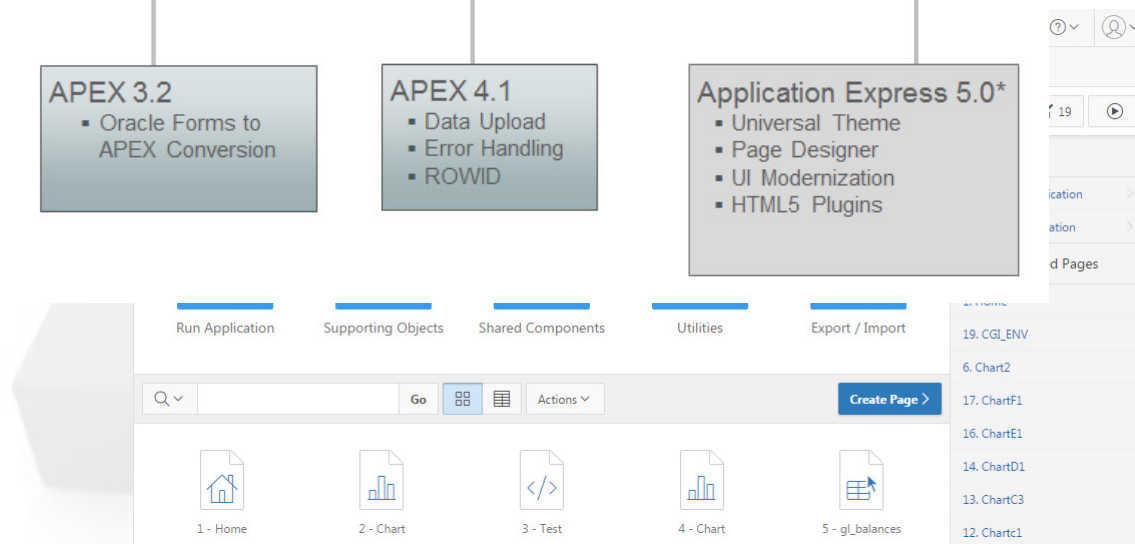 APEX 3.2
▪ Oracle Forms to
APEX Conversion
APEX 4.1
▪ Data Upload
▪ Error Handling
▪ ROWID
Application Express 5.0*
▪ Universal Theme
▪ Page Designer
▪ UI Modernization
▪ HTML5 Plugins
19
d Pages
Run Application
Supporting Objects
Shared Components
Utilities
Export / Import
Go
Actions
Create Page >
1 - Home
2 - Chart
3 - Test
4 - Chart
5 - gl_balances
19. CGI_ENV
6. Chart2
17. ChartF1
16. ChartE1
14. ChartD1
13. ChartC3
12. Chartc1